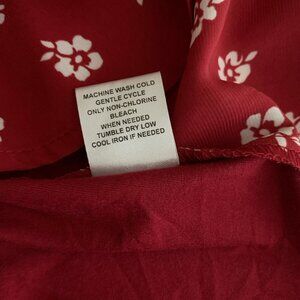 MACHINE WASH COLD
GENTLE CYCLE
ONLY NON-CHLORINE
BLEACH
WHEN NEEDED
TUMBLE DRY LOW
COOL IRON IF NEEDED